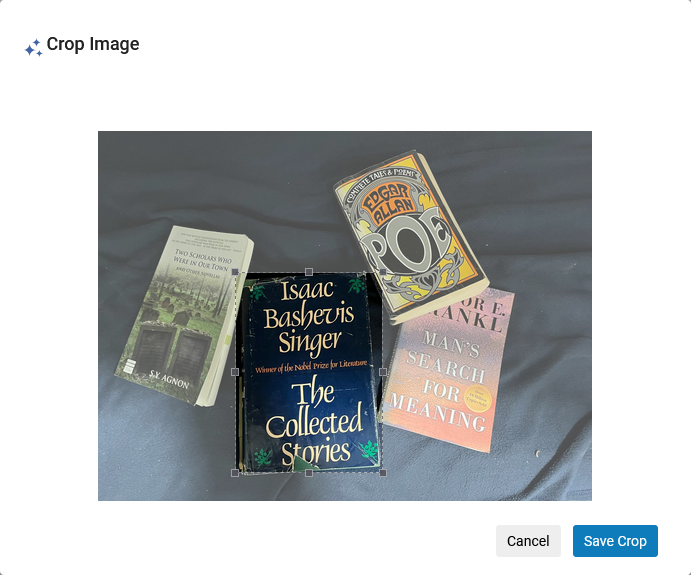 Crop Image
COMPLETE TALES & POEMS
EDGAR
ALLAN
POE
TWO SCHOLARS WHO
WERE IN OUR TOWN
AND OTHER NOVELLAS
S.Y. AGNON
Isaac
Bashevis
Singer
Winner of the Nobel Prize for Literature
The
Collected
Stories
OR E.
RANKL
MAN'S
SEARCH
FOR
MEANING
Cancel
Save Crop